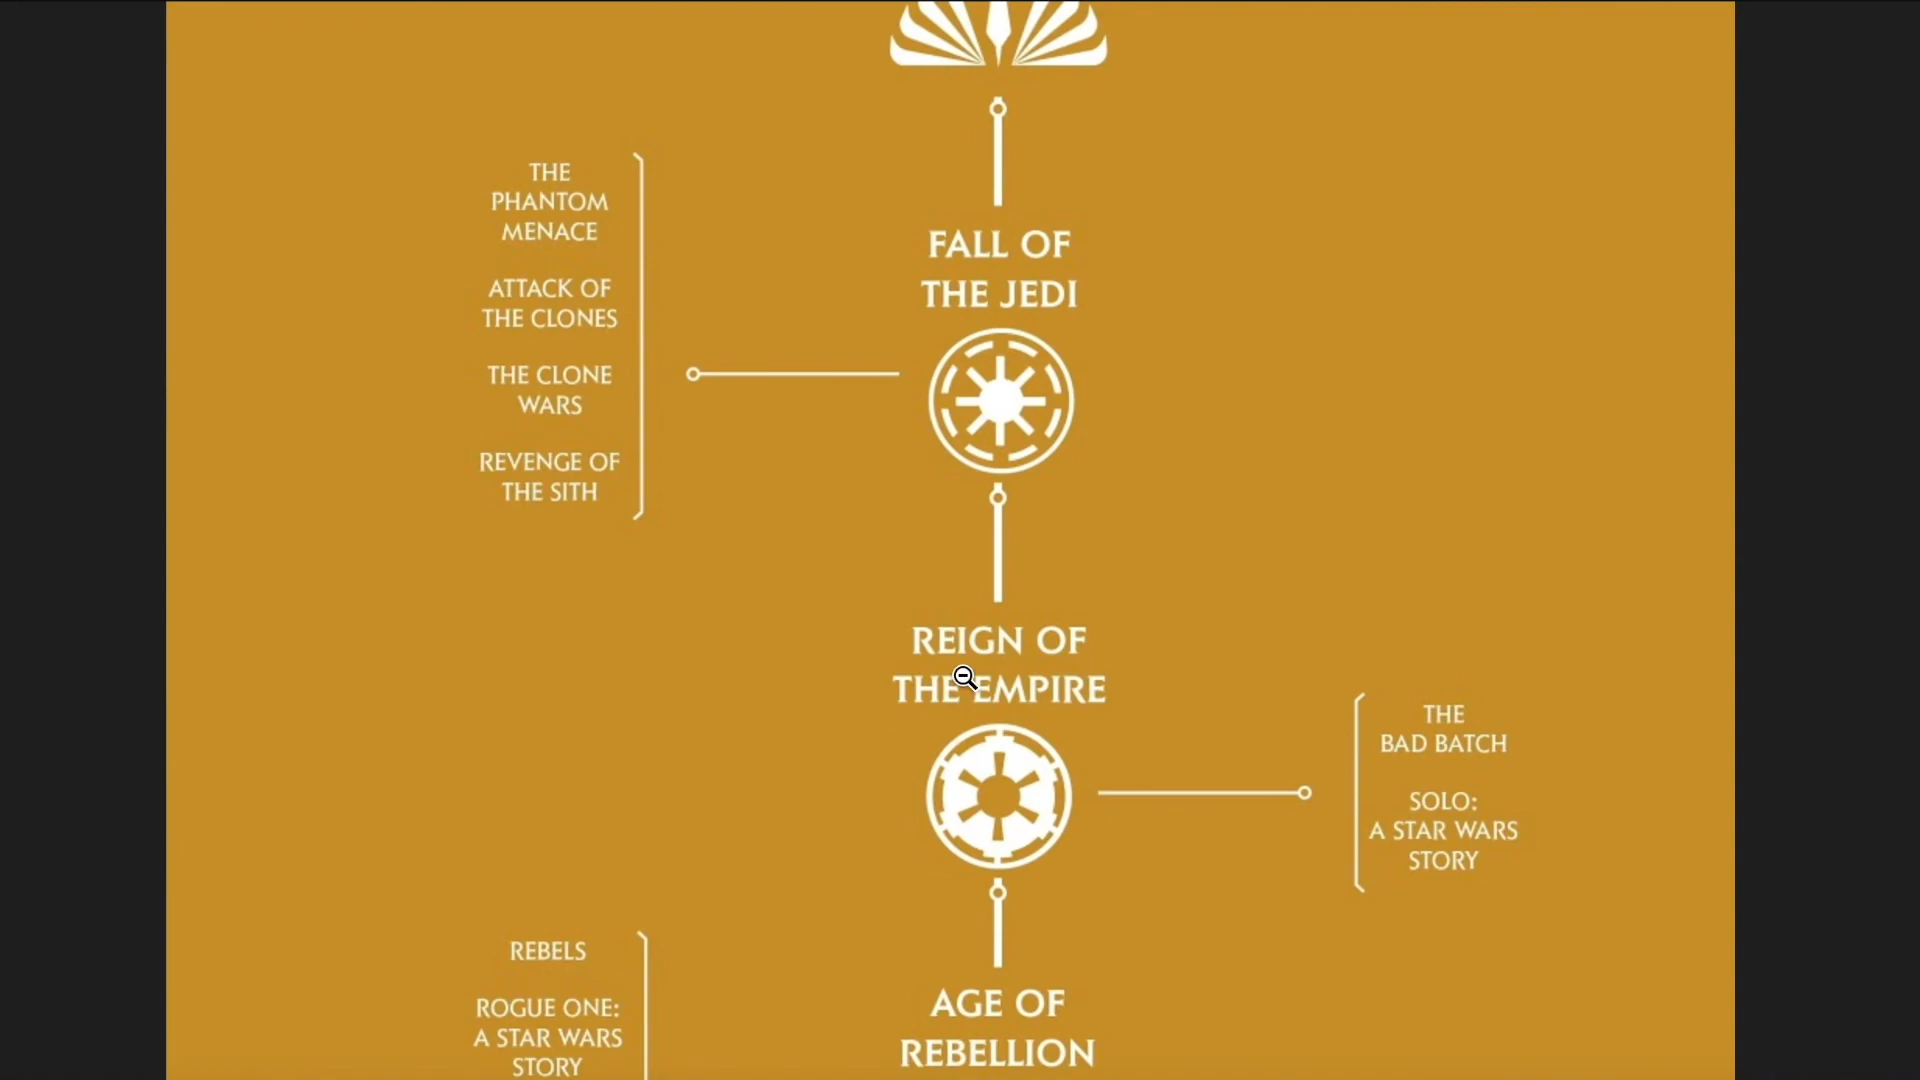 THE
PHANTOM
MENACE
ATTACK OF
THE CLONES
THE CLONE
WARS
REVENGE OF
THE SITH
FALL OF
THE JEDI
REIGN OF
THE EMPIRE
THE
BAD BATCH
SOLO:
A STAR WARS
STORY
REBELS
ROGUE ONE:
A STAR WARS
STORY
AGE OF
REBELLION